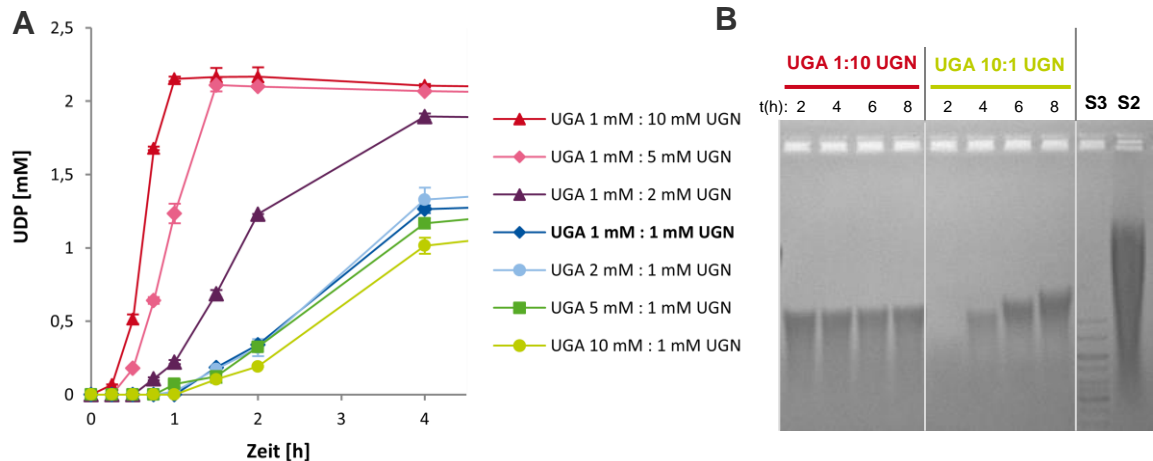 A
UDP [mM]
2,5
2
1,5
1
0,5
0
0 1 2 3 4
Zeit [h]
UGA 1 mM : 10 mM UGN
UGA 1 mM : 5 mM UGN
UGA 1 mM : 2 mM UGN
UGA 1 mM : 1 mM UGN
UGA 2 mM : 1 mM UGN
UGA 5 mM : 1 mM UGN
UGA 10 mM : 1 mM UGN
B
UGA 1:10 UGN UGA 10:1 UGN
t(h): 2 4 6 8 2 4 6 8 S3 S2